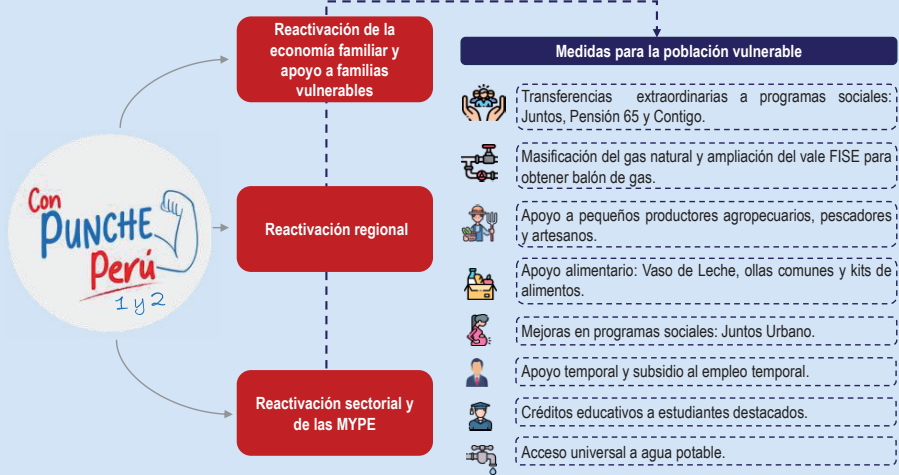 Con
PUNCHE
Perú
1 y 2
Reactivación de la
economía familiar y
apoyo a familias
vulnerables
Reactivación regional
Reactivación sectorial y
de las MYPE
Medidas para la población vulnerable
Transferencias extraordinarias a programas sociales:
Juntos, Pensión 65 y Contigo.
Masificación del gas natural y ampliación del vale FISE para
obtener balón de gas.
Apoyo a pequeños productores agropecuarios, pescadores
y artesanos.
Apoyo alimentario: Vaso de Leche, ollas comunes y kits de
alimentos.
Mejoras en programas sociales: Juntos Urbano.
Apoyo temporal y subsidio al empleo temporal.
Créditos educativos a estudiantes destacados.
Acceso universal a agua potable.